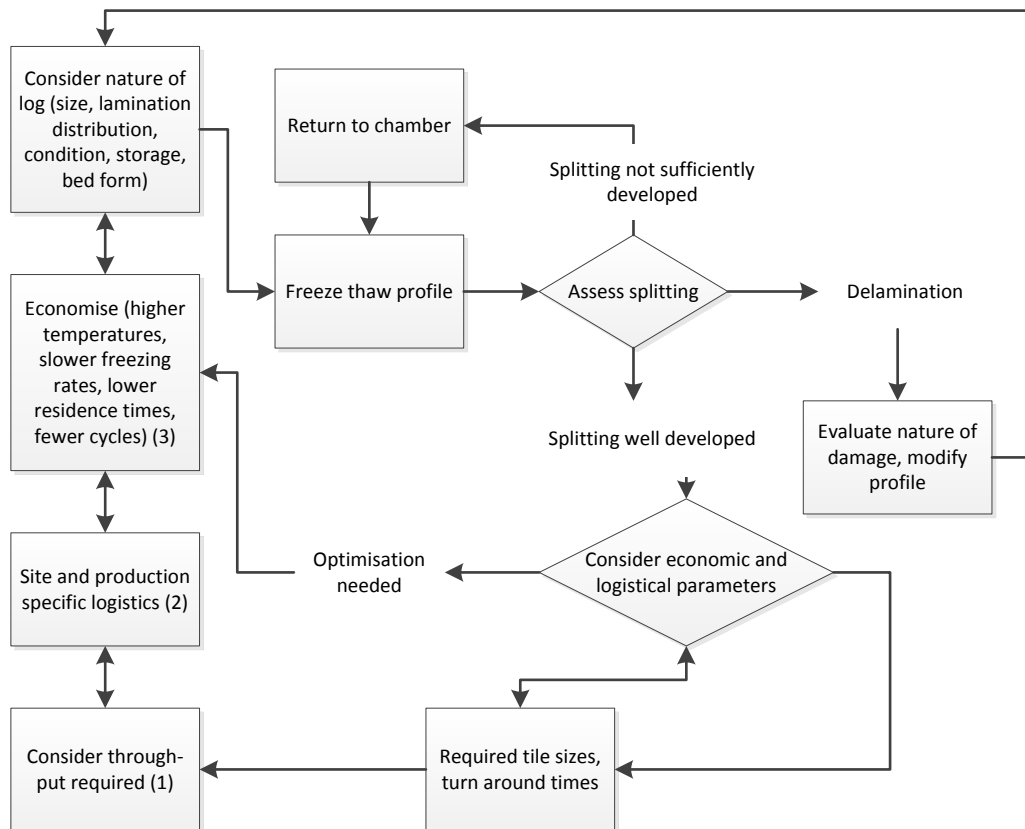 Consider nature of
log (size, lamination
distribution,
condition, storage,
bed form)
Return to chamber
Splitting not sufficiently
developed
Freeze thaw profile
Assess splitting
Delamination
Economise (higher
temperatures,
slower freezing
rates, lower
residence times,
fewer cycles) (3)
Splitting well developed
Evaluate nature of
damage, modify
profile
Site and production
specific logistics (2)
Optimisation
needed
Consider economic and
logistical parameters
Consider through-
put required (1)
Required tile sizes,
turn around times